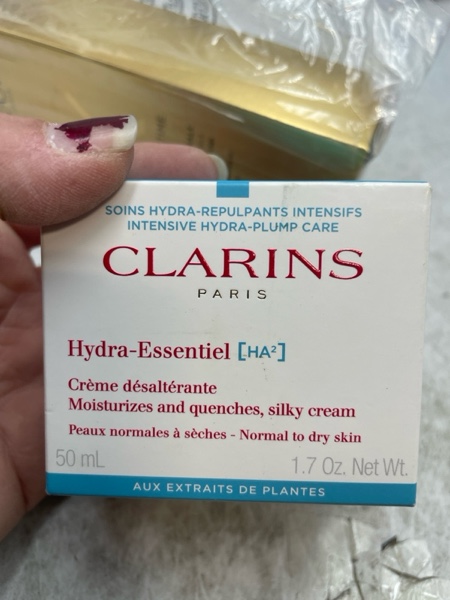 SOINS HYDRA-REPULPANTS INTENSIFS
INTENSIVE HYDRA-PLUMP CARE
CLARINS
PARIS
Hydra-Essentiel [HA²]
Crème désaltérante
Moisturizes and quenches, silky cream
Peaux normales à sèches - Normal to dry skin
50 mL 1.7 Oz. Net Wt.
AUX EXTRAITS DE PLANTES